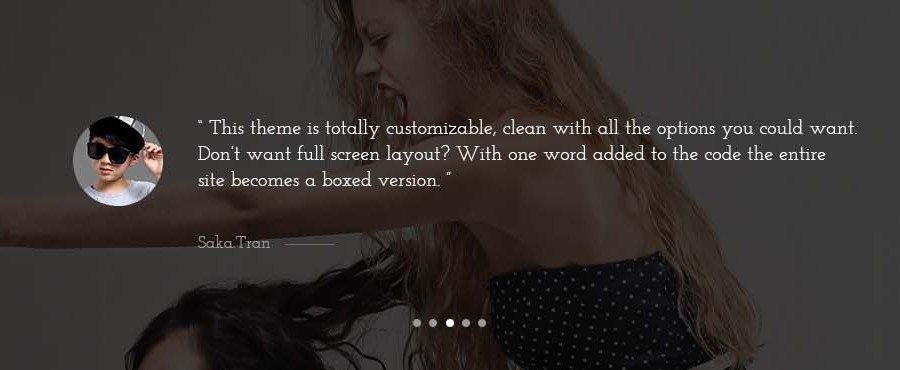 “ This theme is totally customizable, clean with all the options you could want.
Don't want full screen layout? With one word added to the code the entire
site becomes a boxed version. ”
Saka.Tran